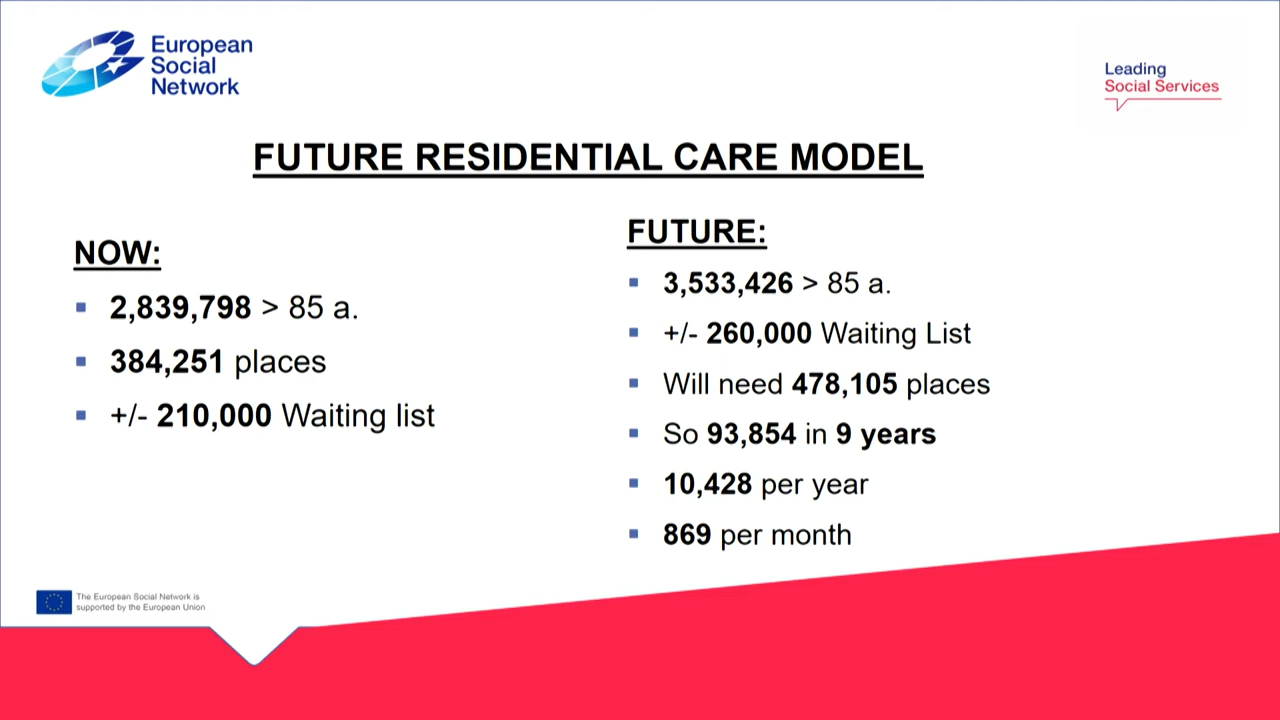 European
Social
Network
Leading
Social Services
FUTURE RESIDENTIAL CARE MODEL
NOW:
2,839,798 > 85 a.
384,251 places
+/- 210,000 Waiting list
FUTURE:
3,533,426 > 85 a.
+/- 260,000 Waiting List
Will need 478,105 places
So 93,854 in 9 years
10,428 per year
869 per month
The European Social Network is
supported by the European Union